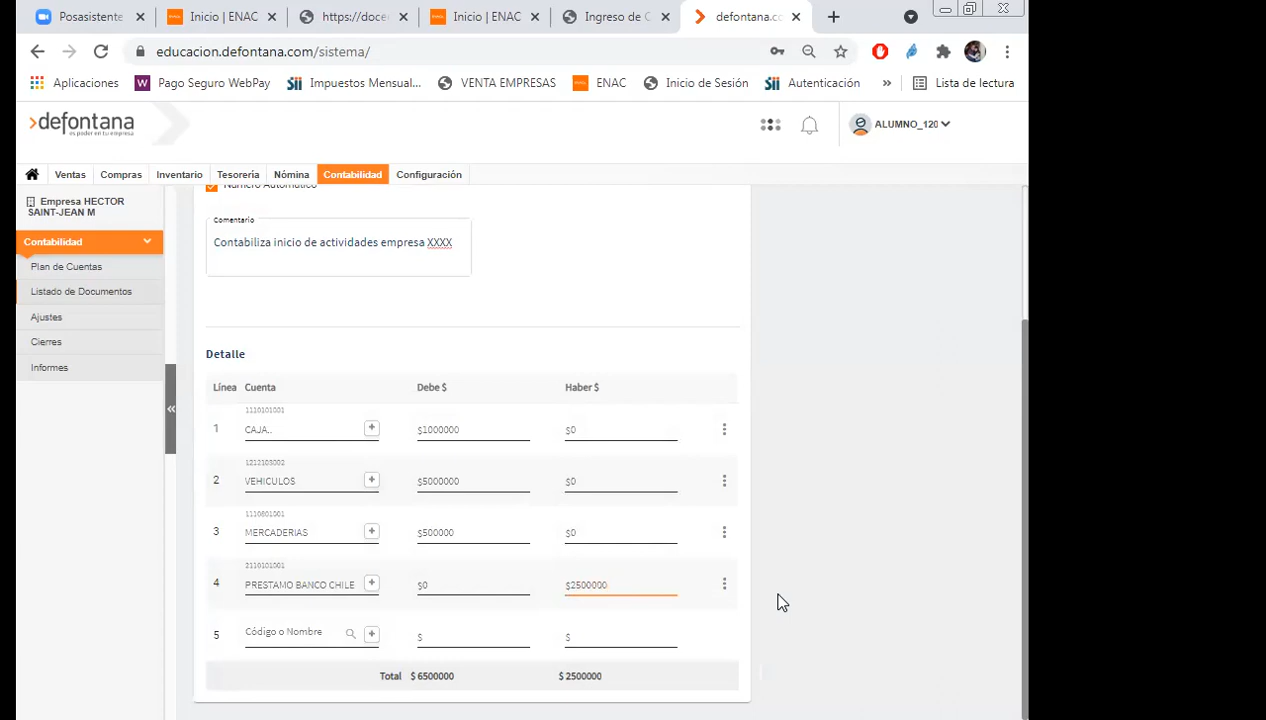 Posasistente
Inicio | ENAC
https://doce
Inicio | ENAC
Ingreso de C
defontana.co
educacion.defontana.com/sistema/
Aplicaciones
Pago Seguro WebPay
Sii Impuestos Mensual...
VENTA EMPRESAS
ENAC
Inicio de Sesión
Sii Autenticación
»
Lista de lectura
defontana
es poder en tu empresa
ALUMNO_120
Ventas
Compras
Inventario
Tesorería
Nómina
Contabilidad
Configuración
Empresa HECTOR
SAINT-JEAN M
Contabilidad
Plan de Cuentas
Listado de Documentos
Ajustes
Cierres
Informes
«
Número Automático
Comentario
Contabiliza inicio de actividades empresa XXXX
Detalle
Línea Cuenta Debe $ Haber $
1110101001
1 CAJA.. + $1000000 $0
1212103002
2 VEHICULOS + $5000000 $0
1110801001
3 MERCADERIAS + $500000 $0
2110101001
4 PRESTAMO BANCO CHILE + $0 $2500000
5 Código o Nombre + $ $
Total $ 6500000 $ 2500000